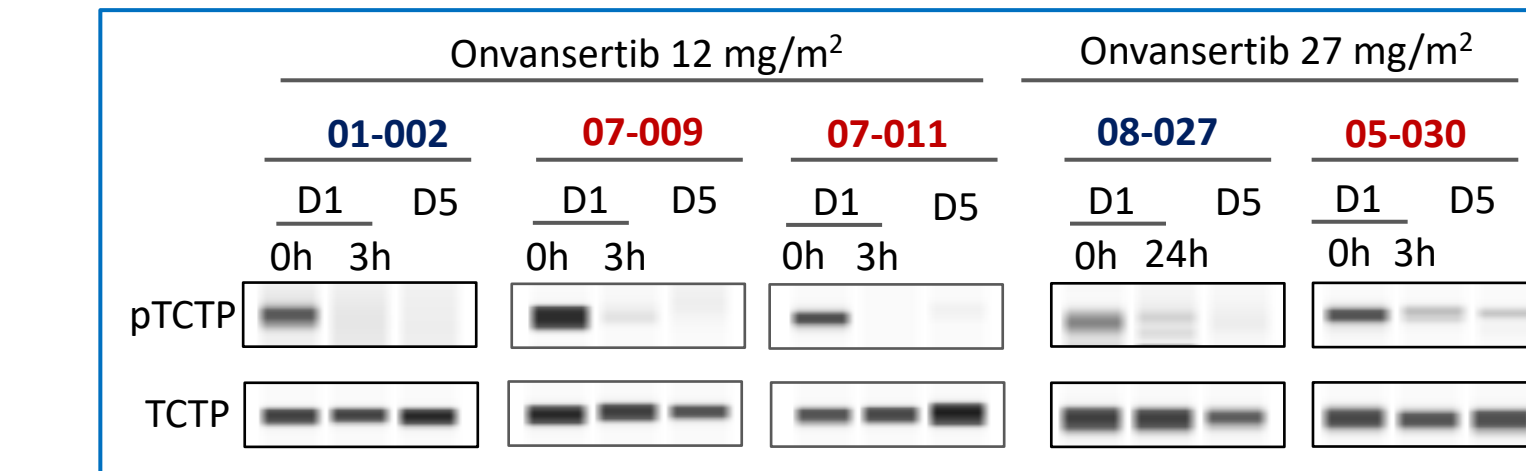 Onvansertib 12 mg/m² Onvansertib 27 mg/m²
01-002 07-009 07-011 08-027 05-030
D1 D5 D1 D5 D1 D5 D1 D5 D1 D5
0h 3h 0h 3h 0h 3h 0h 24h 0h 3h
pTCTP
TCTP